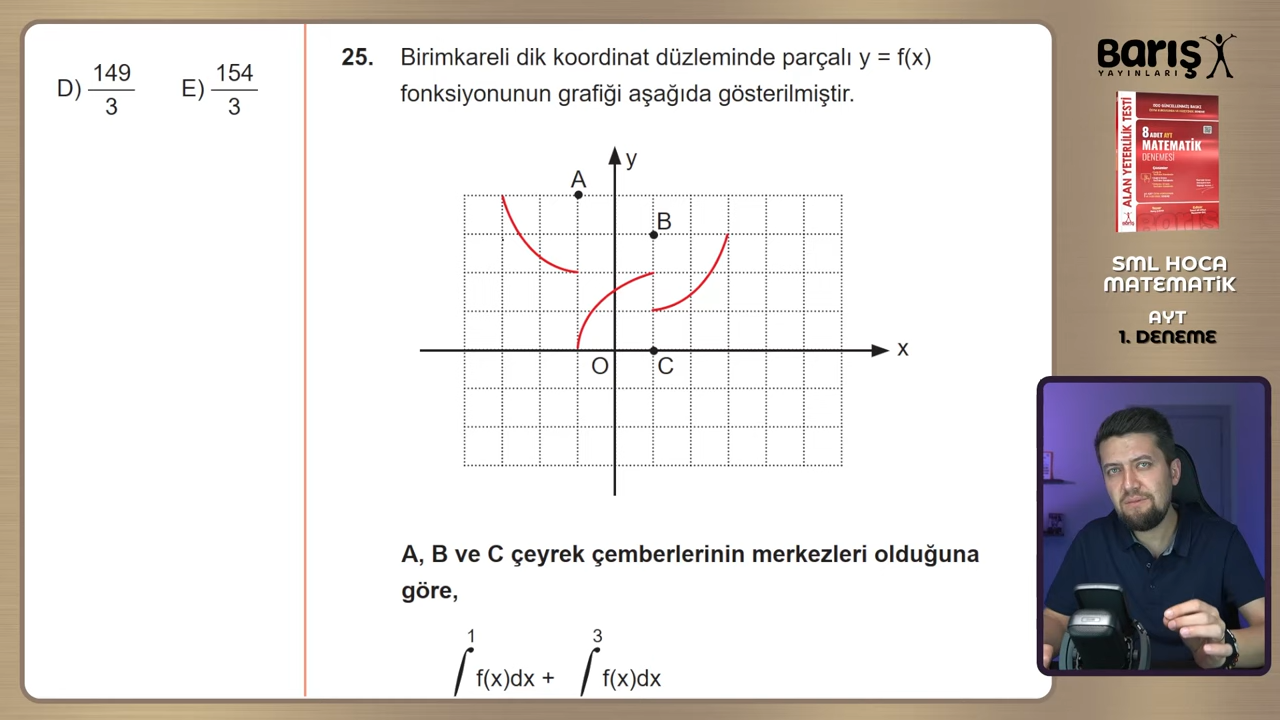 D) 149/3 E) 154/3
25. Birimkareli dik koordinat düzleminde parçalı y = f(x)
fonksiyonunun grafiği aşağıda gösterilmiştir.
y
A
B
x
O
C
A, B ve C çeyrek çemberlerinin merkezleri olduğuna
göre,
1 3
∫ f(x)dx + ∫ f(x)dx
BARIŞ
YAYINLARI
ALAN YETERLİLİK TESTİ
8 ADET AYT
MATEMATİK
DENEMESİ
SML HOCA
MATEMATİK
AYT
1. DENEME